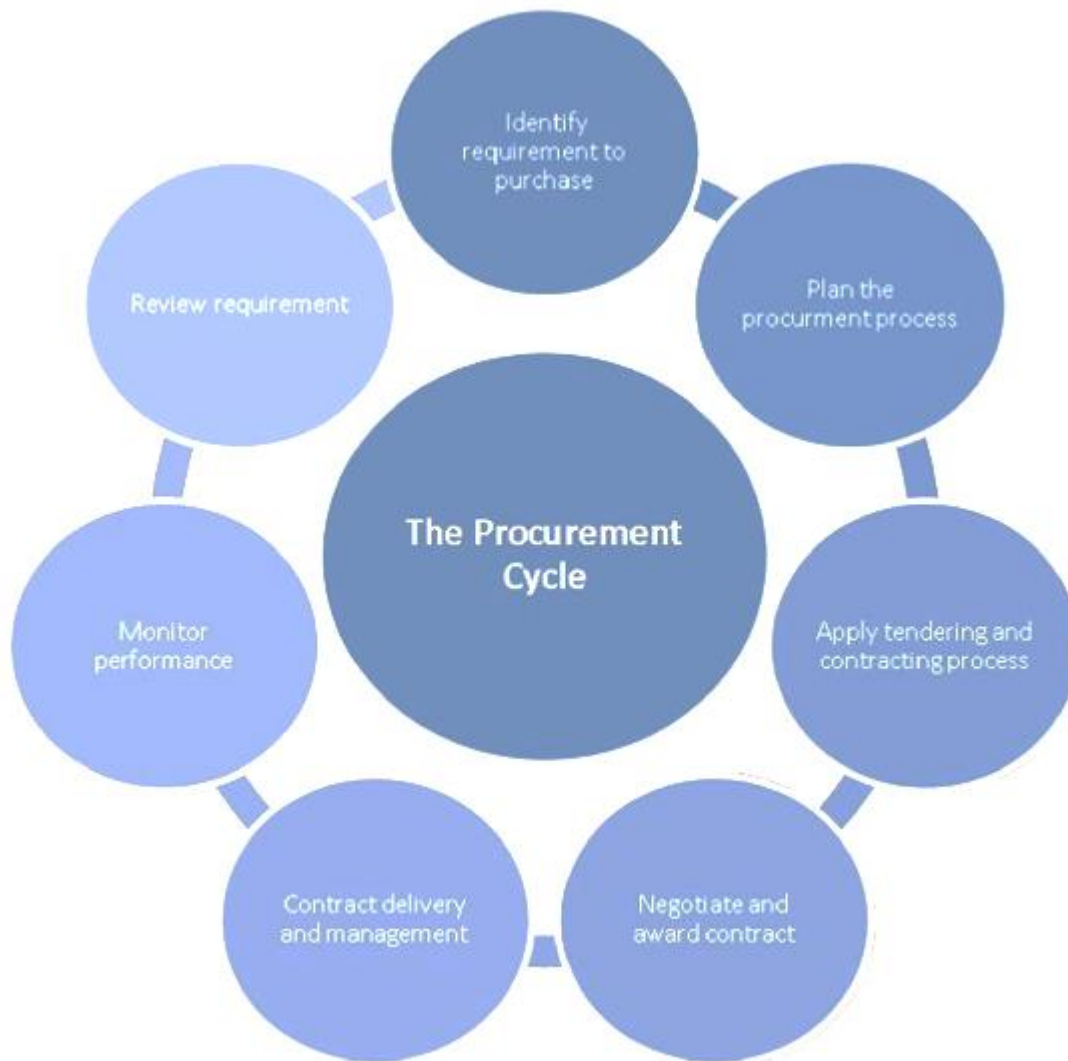 Identify
requirement to
purchase
Plan the
procurment process
Apply tendering and
contracting process
Negotiate and
award contract
Contract delivery
and management
Monitor
performance
Review requirement
The Procurement
Cycle